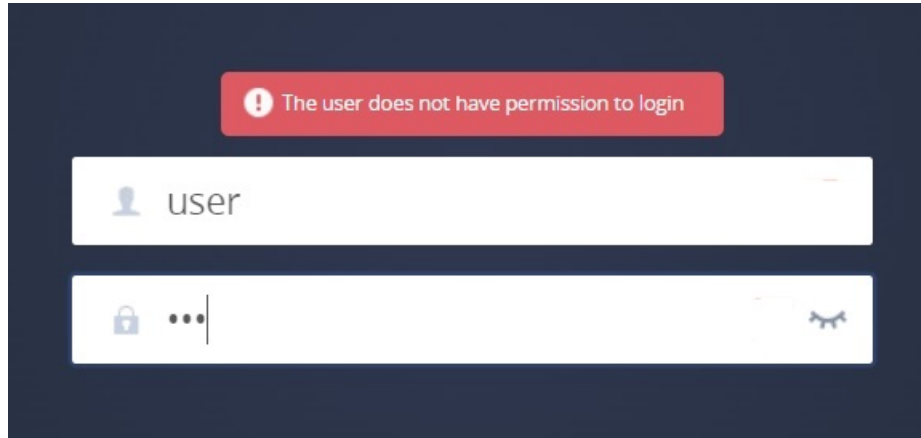 The user does not have permission to login
user
•••